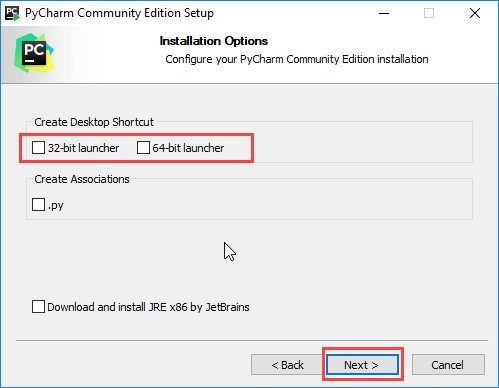 PyCharm Community Edition Setup
PC
Installation Options
Configure your PyCharm Community Edition installation
Create Desktop Shortcut
32-bit launcher 64-bit launcher
Create Associations
.py
Download and install JRE x86 by JetBrains
< Back Next > Cancel